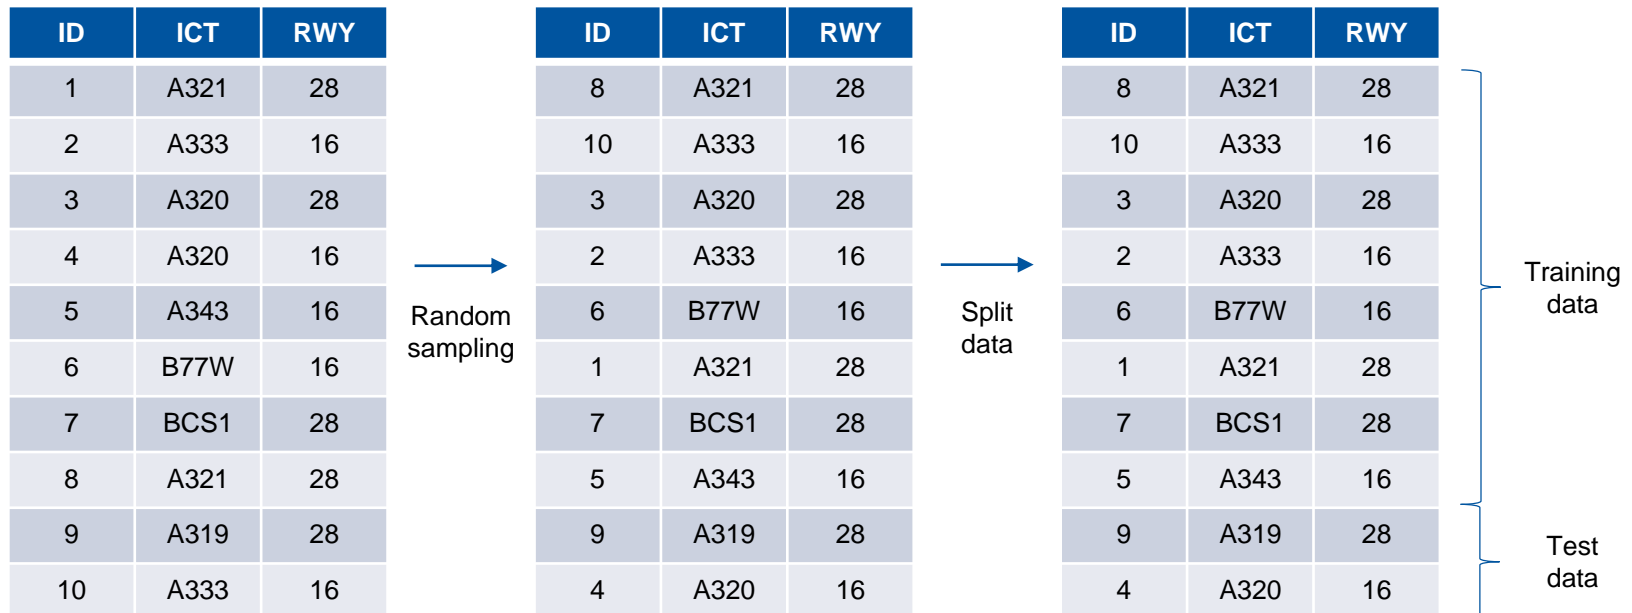 ID ICT RWY
1 A321 28
2 A333 16
3 A320 28
4 A320 16
5 A343 16
6 B77W 16
7 BCS1 28
8 A321 28
9 A319 28
10 A333 16
Random
sampling
ID ICT RWY
8 A321 28
10 A333 16
3 A320 28
2 A333 16
6 B77W 16
1 A321 28
7 BCS1 28
5 A343 16
9 A319 28
4 A320 16
Split
data
ID ICT RWY
8 A321 28
10 A333 16
3 A320 28
2 A333 16
6 B77W 16
1 A321 28
7 BCS1 28
5 A343 16
9 A319 28
4 A320 16
Training
data
Test
data